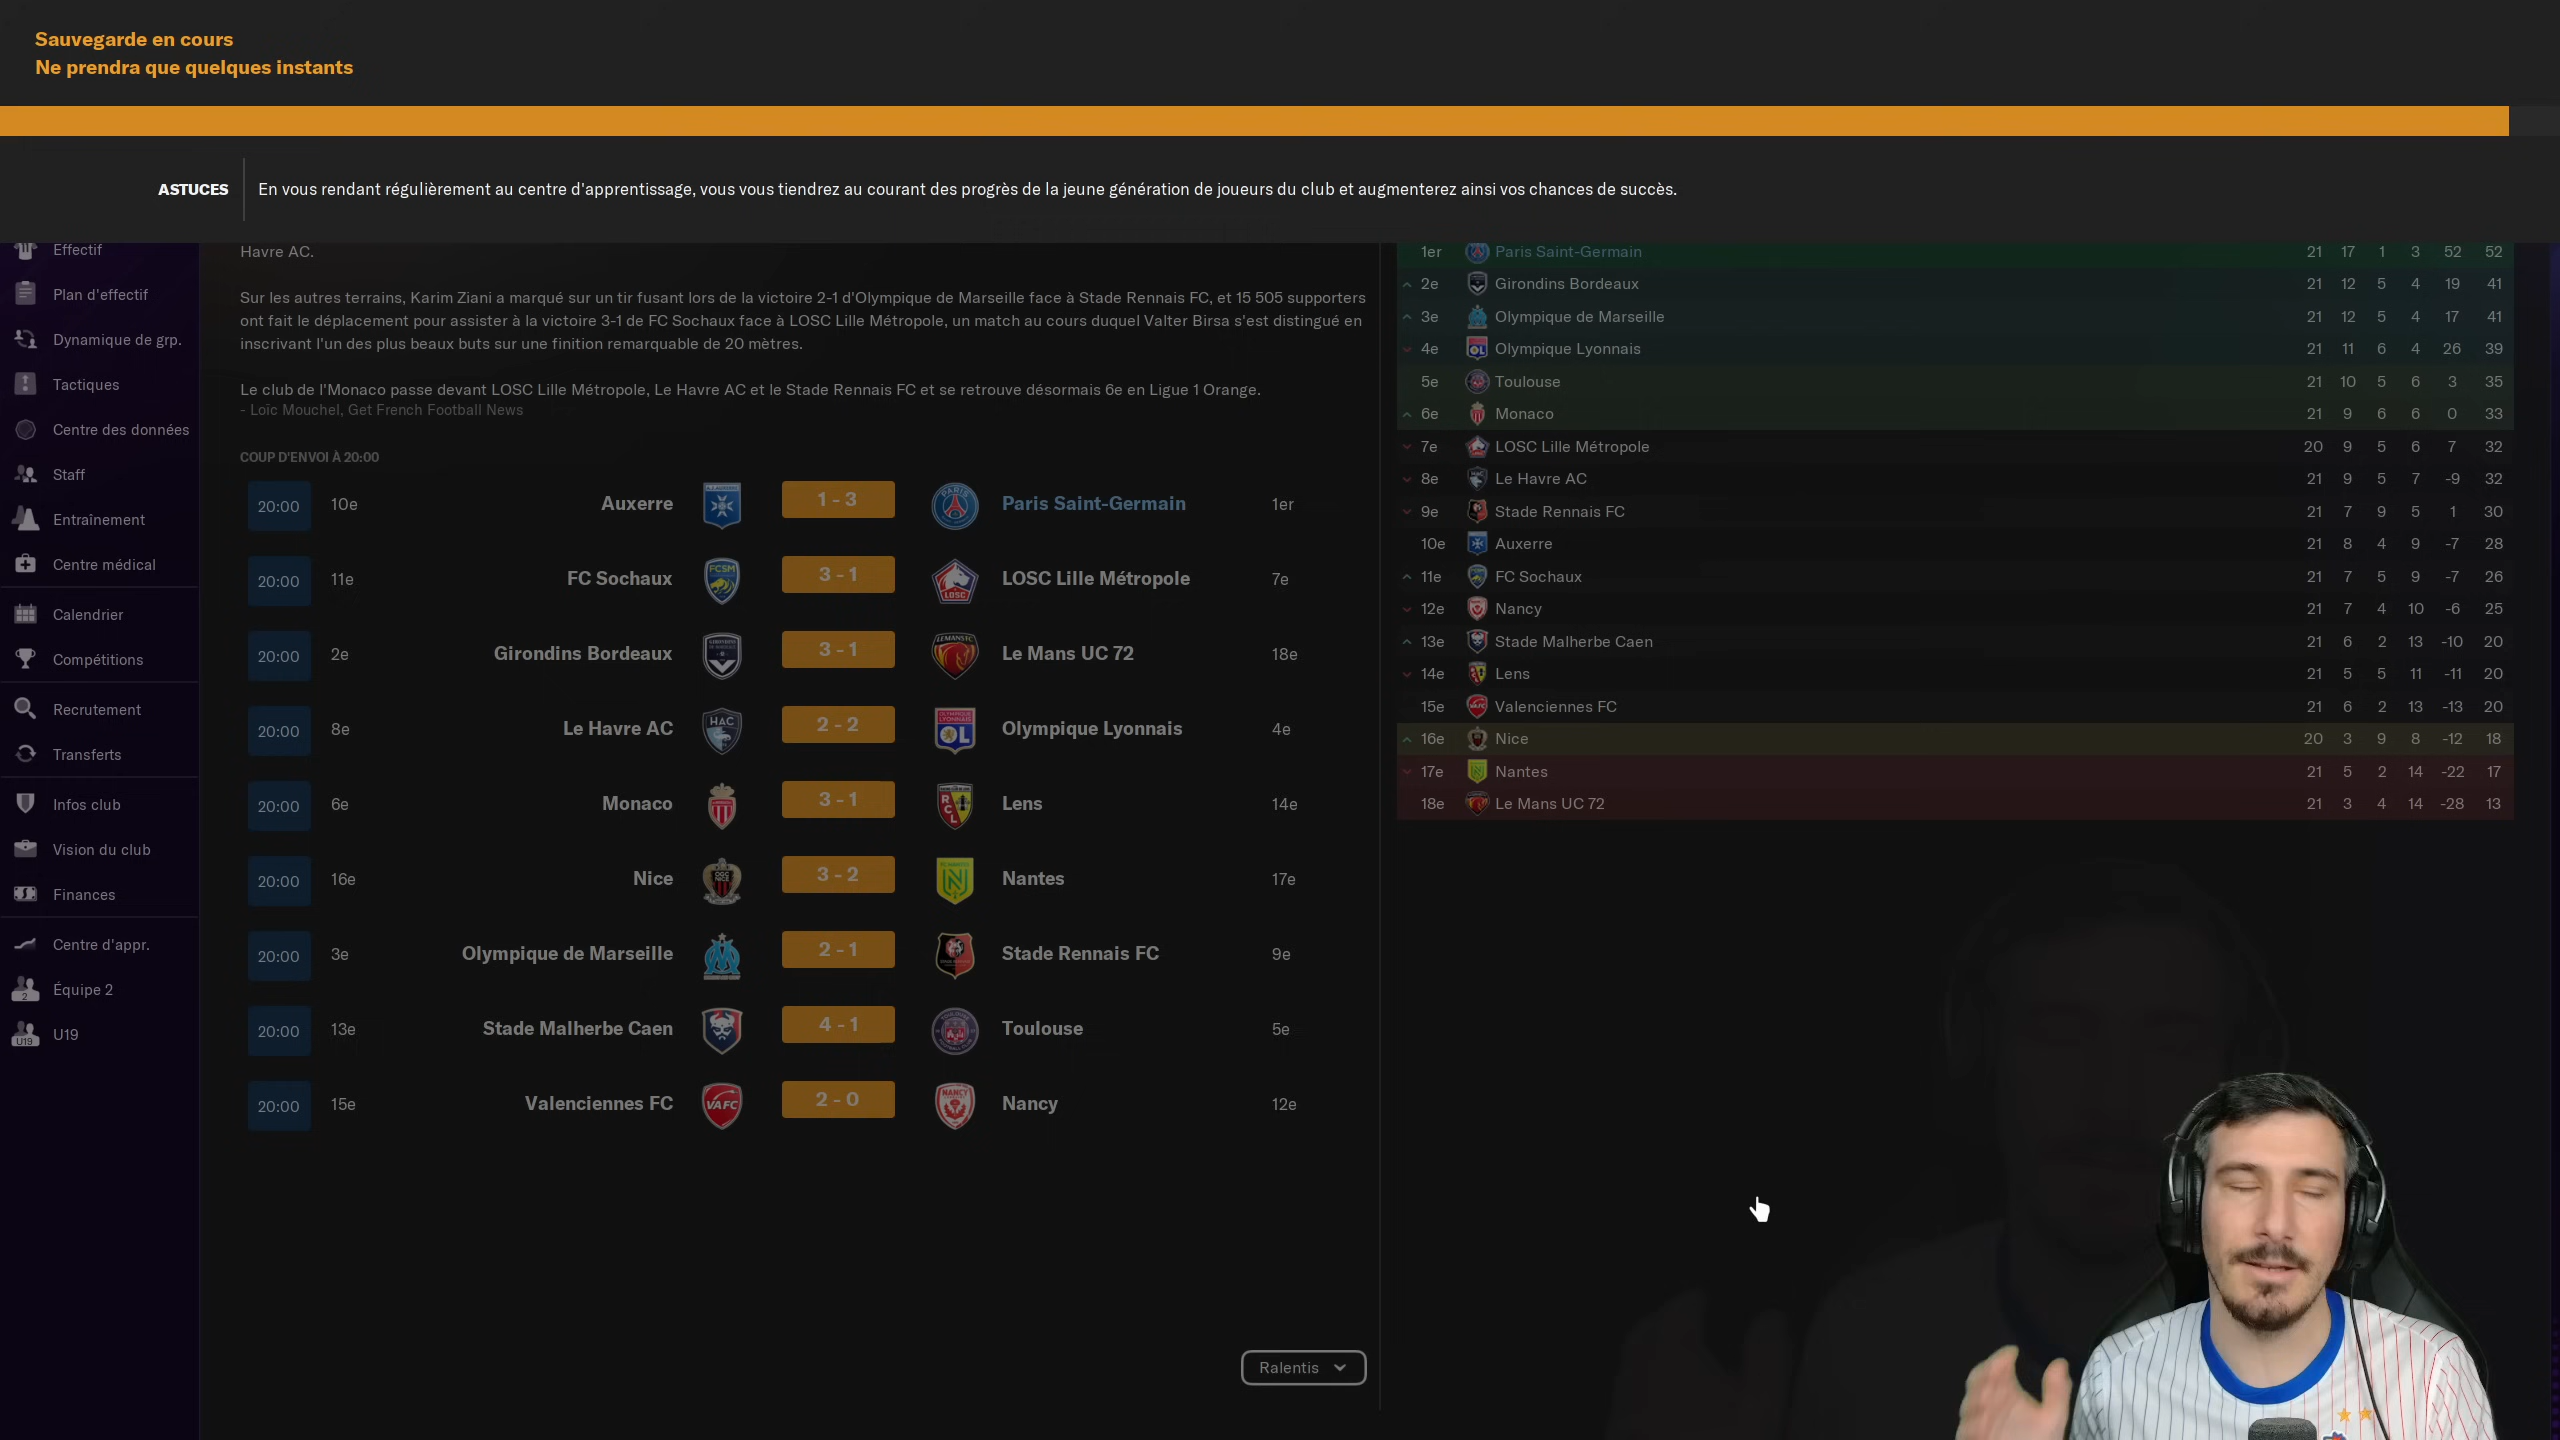 Sauvegarde en cours
Ne prendra que quelques instants
ASTUCES
En vous rendant régulièrement au centre d'apprentissage, vous vous tiendrez au courant des progrès de la jeune génération de joueurs du club et augmenterez ainsi vos chances de succès.
Effectif
Plan d'effectif
Dynamique de grp.
Tactiques
Centre des données
Staff
Entraînement
Centre médical
Calendrier
Compétitions
Recrutement
Transferts
Infos club
Vision du club
Finances
Centre d'appr.
Équipe 2
U19
Havre AC.
Sur les autres terrains, Karim Ziani a marqué sur un tir fusant lors de la victoire 2-1 d'Olympique de Marseille face à Stade Rennais FC, et 15 505 supporters
ont fait le déplacement pour assister à la victoire 3-1 de FC Sochaux face à LOSC Lille Métropole, un match au cours duquel Valter Birsa s'est distingué en
inscrivant l'un des plus beaux buts sur une finition remarquable de 20 mètres.
Le club de l'Monaco passe devant LOSC Lille Métropole, Le Havre AC et le Stade Rennais FC et se retrouve désormais 6e en Ligue 1 Orange.
- Loïc Mouchel, Get French Football News
COUP D'ENVOI À 20:00
20:00 10e Auxerre 1 - 3 Paris Saint-Germain 1er
20:00 11e FC Sochaux 3 - 1 LOSC Lille Métropole 7e
20:00 2e Girondins Bordeaux 3 - 1 Le Mans UC 72 18e
20:00 8e Le Havre AC 2 - 2 Olympique Lyonnais 4e
20:00 6e Monaco 3 - 1 Lens 14e
20:00 16e Nice 3 - 2 Nantes 17e
20:00 3e Olympique de Marseille 2 - 1 Stade Rennais FC 9e
20:00 13e Stade Malherbe Caen 4 - 1 Toulouse 5e
20:00 15e Valenciennes FC 2 - 0 Nancy 12e
Ralentis
1er Paris Saint-Germain 21 17 1 3 52 52
2e Girondins Bordeaux 21 12 5 4 19 41
3e Olympique de Marseille 21 12 5 4 17 41
4e Olympique Lyonnais 21 11 6 4 26 39
5e Toulouse 21 10 5 6 3 35
6e Monaco 21 9 6 6 0 33
7e LOSC Lille Métropole 20 9 5 6 7 32
8e Le Havre AC 21 9 5 7 -9 32
9e Stade Rennais FC 21 7 9 5 1 30
10e Auxerre 21 8 4 9 -7 28
11e FC Sochaux 21 7 5 9 -7 26
12e Nancy 21 7 4 10 -6 25
13e Stade Malherbe Caen 21 6 2 13 -10 20
14e Lens 21 5 5 11 -11 20
15e Valenciennes FC 21 6 2 13 -13 20
16e Nice 20 3 9 8 -12 18
17e Nantes 21 5 2 14 -22 17
18e Le Mans UC 72 21 3 4 14 -28 13